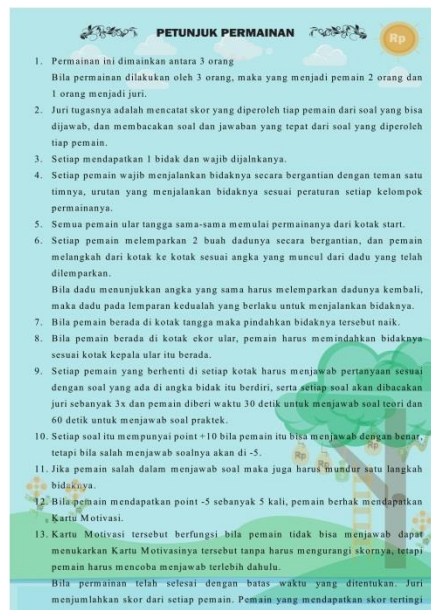 PETUNJUK PERMAINAN
Rp
1. Permainan ini dimainkan antara 3 orang
Bila permainan dilakukan oleh 3 orang, maka yang menjadi pemain 2 orang dan
1 orang menjadi juri.
2. Juri tugasnya adalah mencatat skor yang diperoleh tiap pemain dari soal yang bisa
dijawab, dan membacakan soal dan jawaban yang tepat dari soal yang diperoleh
tiap pemain.
3. Setiap mendapatkan 1 bidak dan wajib dijalnkanya.
4. Setiap pemain wajib menjalankan bidaknya secara bergantian dengan teman satu
timnya, urutan yang menjalankan bidaknya sesuai peraturan setiap kelompok
permainanya.
5. Semua pemain ular tangga sama-sama memulai permainanya dari kotak start.
6. Setiap pemain melemparkan 2 buah dadunya secara bergantian, dan pemain
melangkah dari kotak ke kotak sesuai angka yang muncul dari dadu yang telah
dilemparkan.
Bila dadu menunjukkan angka yang sama harus melemparkan dadunya kembali,
maka dadu pada lemparan kedualah yang berlaku untuk menjalankan bidaknya.
7. Bila pemain berada di kotak tangga maka pindahkan bidaknya tersebut naik.
8. Bila pemain berada di kotak ekor ular, pemain harus memindahkan bidaknya
sesuai kotak kepala ular itu berada.
9. Setiap pemain yang berhenti di setiap kotak harus menjawab pertanyaan sesuai
dengan soal yang ada di angka bidak itu berdiri, serta setiap soal akan dibacakan
juri sebanyak 3x dan pemain diberi waktu 30 detik untuk menjawab soal teori dan
60 detik untuk menjawab soal praktek.
10. Setiap soal itu mempunyai point +10 bila pemain itu bisa menjawab dengan benar,
tetapi bila salah menjawab soalnya akan di -5.
11. Jika pemain salah dalam menjawab soal maka juga harus mundur satu langkah
bidaknya.
12. Bila pemain mendapatkan point -5 sebanyak 5 kali, pemain berhak mendapatkan
Kartu Motivasi.
13. Kartu Motivasi tersebut berfungsi bila pemain tidak bisa menjawab dapat
menukarkan Kartu Motivasinya tersebut tanpa harus mengurangi skornya, tetapi
pemain harus mencoba menjawab terlebih dahulu.
Bila permainan telah selesai dengan batas waktu yang ditentukan. Juri
menjumlahkan skor dari setiap pemain. Pemain yang mendapatkan skor tertingi